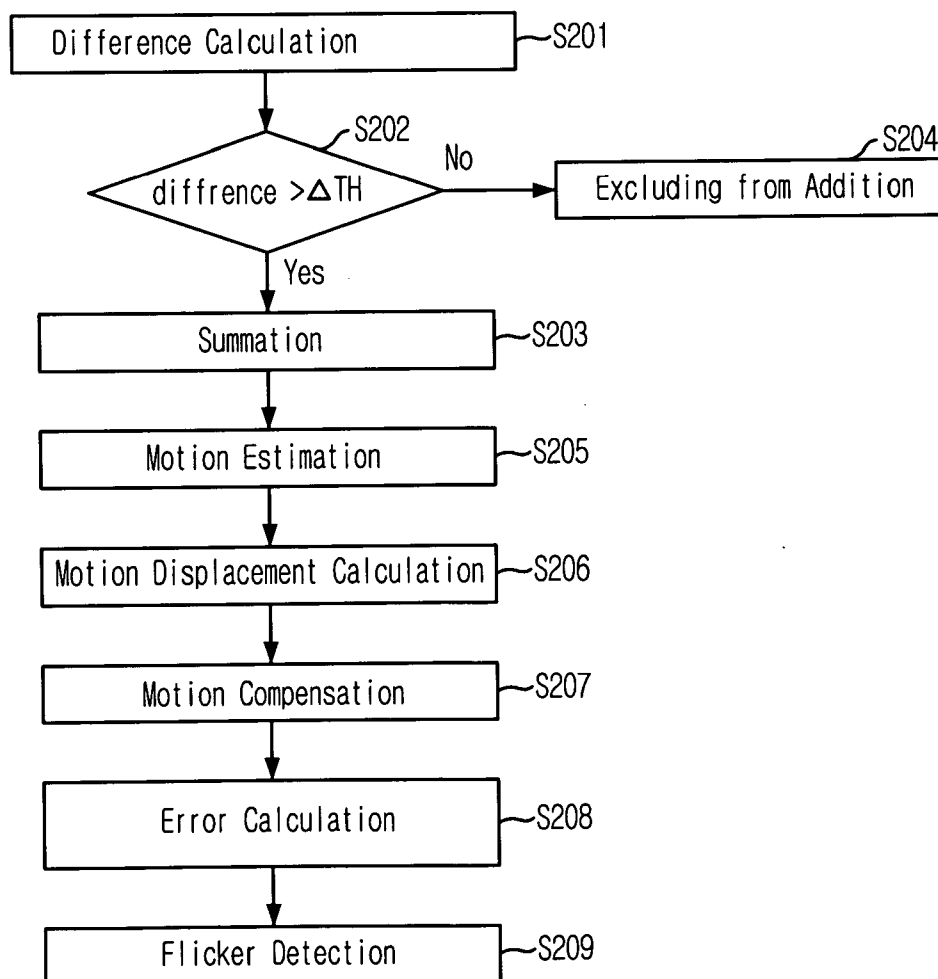 Difference Calculation
S201
S202
diffrence >△TH
No
S204
Excluding from Addition
Yes
Summation
S203
Motion Estimation
S205
Motion Displacement Calculation
S206
Motion Compensation
S207
Error Calculation
S208
Flicker Detection
S209